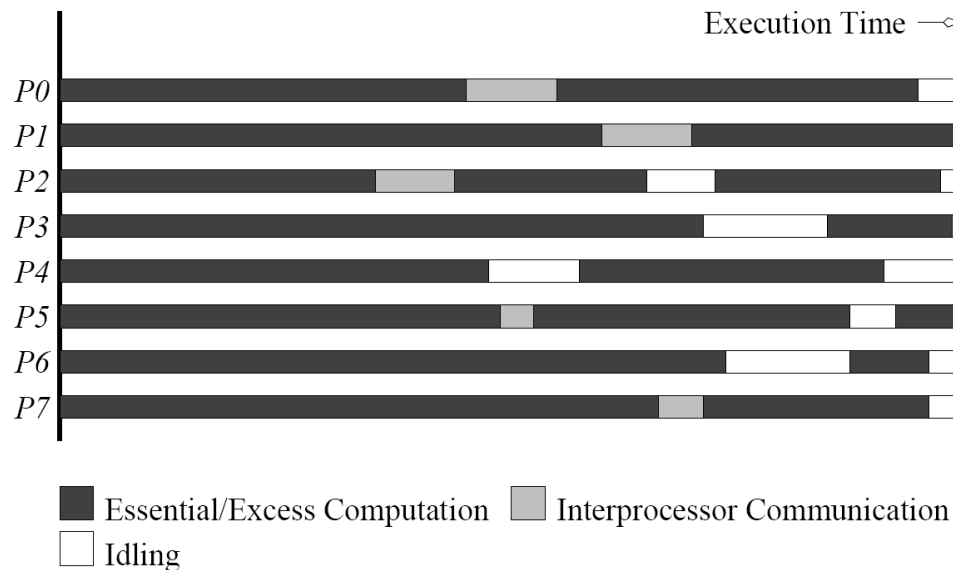 Execution Time
P0
P1
P2
P3
P4
P5
P6
P7
Essential/Excess Computation
Interprocessor Communication
Idling